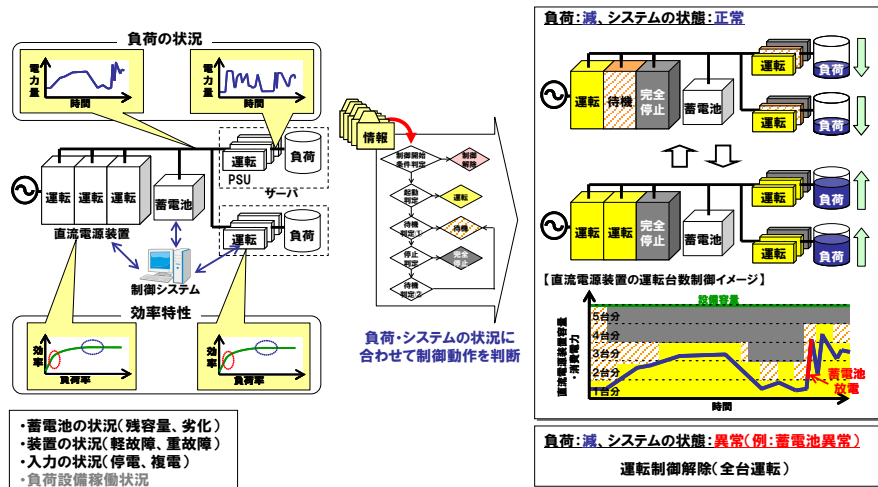 負荷の状況
電力量
時間
電力量
時間
運転
運転
運転
蓄電池
直流電源装置
運転
PSU
負荷
サーバ
運転
負荷
制御システム
効率特性
効率
負荷率
効率
負荷率
・蓄電池の状況(残容量、劣化)
・装置の状況(軽故障、重故障)
・入力の状況(停電、複電)
・負荷設備稼働状況
情報
制御開始
条件判定
制御
解除
起動
判定
運転
待機
判定①
待機
停止
判定
完全
停止
待機
判定②
負荷・システムの状況に
合わせて制御動作を判断
負荷:減、システムの状態:正常
運転
待機
完全
停止
蓄電池
運転
負荷
運転
負荷
運転
運転
完全
停止
蓄電池
運転
負荷
運転
負荷
【直流電源装置の運転台数制御イメージ】
直流電源装置容量
・消費電力
設備容量
5台分
4台分
3台分
2台分
1台分
蓄電池
放電
時間
負荷:減、システムの状態:異常(例:蓄電池異常)
運転制御解除(全台運転)